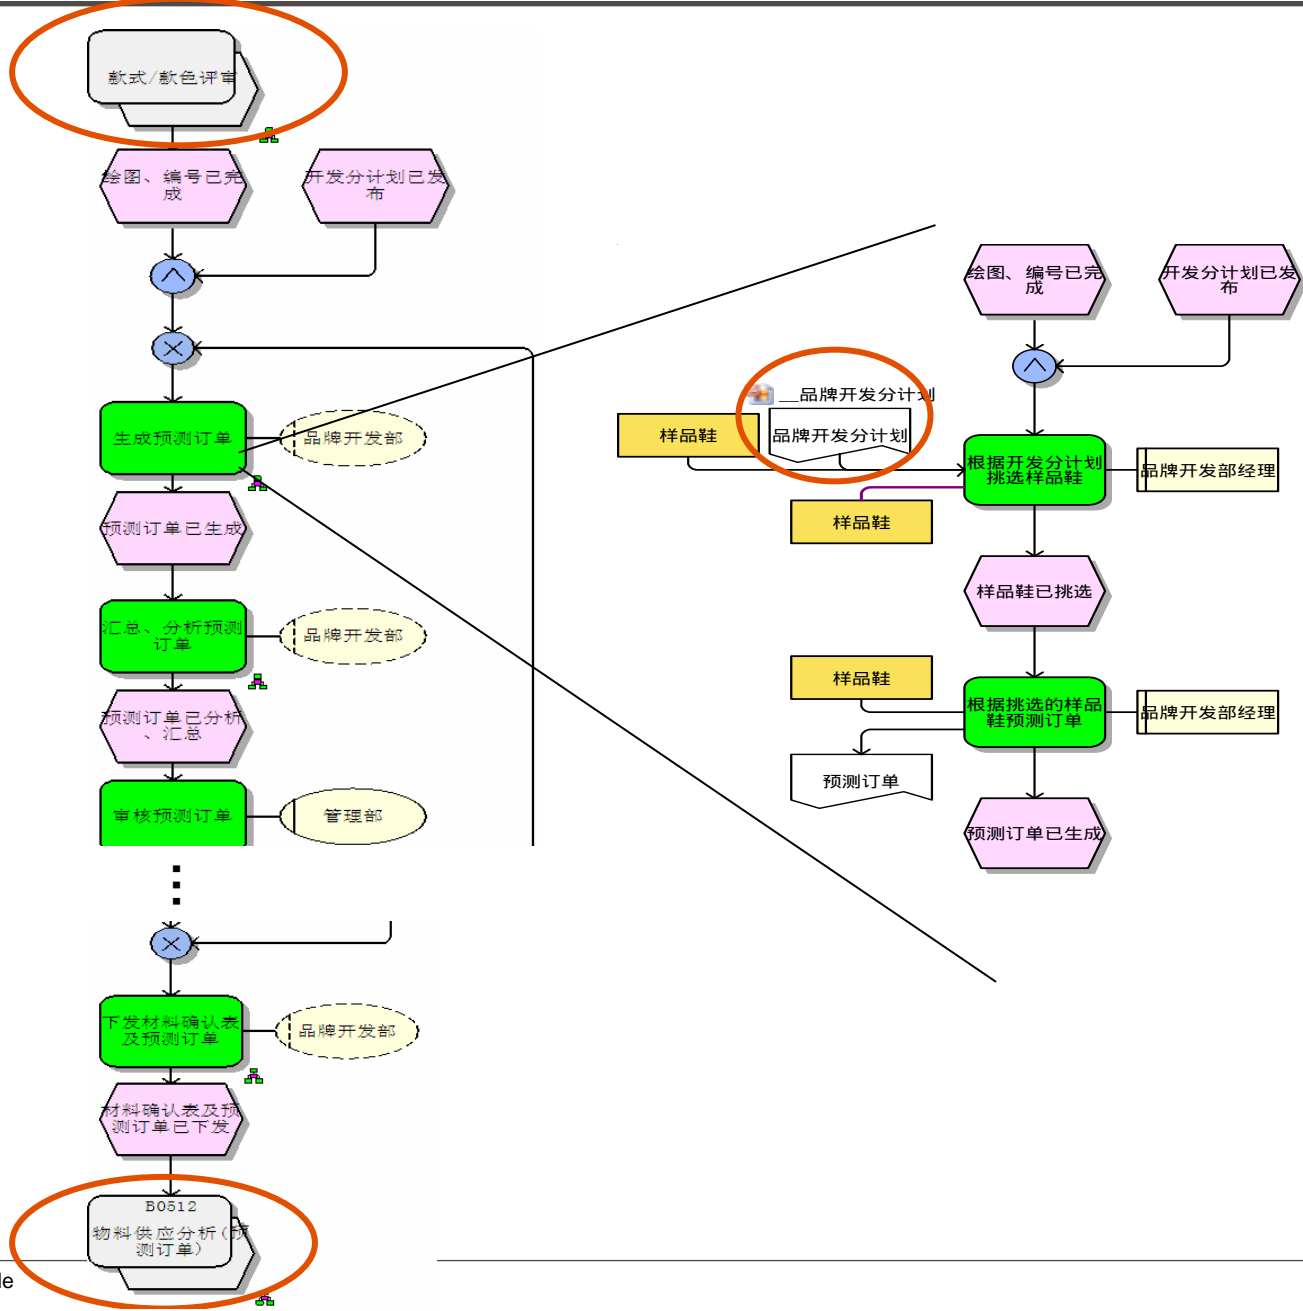 款式/款色评审
绘图、编号已完
成
开发分计划已发
布
生成预测订单
品牌开发部
预测订单已生成
汇总、分析预测
订单
品牌开发部
预测订单已分析
、汇总
审核预测订单
管理部
下发材料确认表
及预测订单
品牌开发部
材料确认表及预
测订单已下发
B0512
物料供应分析(预
测订单)
绘图、编号已完
成
开发分计划已发
布
__品牌开发分计划
样品鞋
品牌开发分计划
根据开发分计划
挑选样品鞋
品牌开发部经理
样品鞋
样品鞋已挑选
样品鞋
根据挑选的样品
鞋预测订单
品牌开发部经理
预测订单
预测订单已生成
le